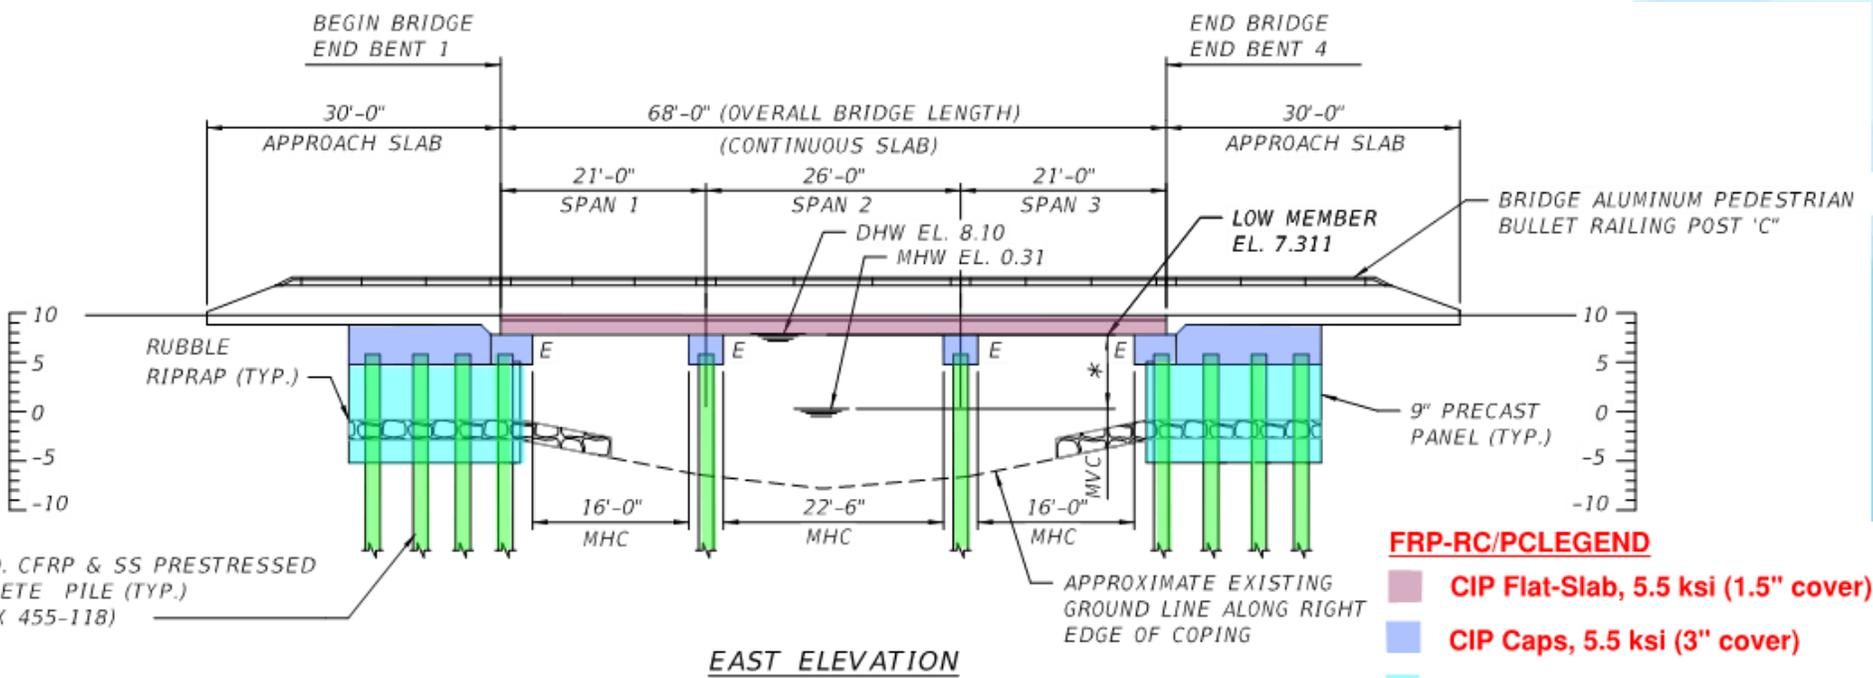 BEGIN BRIDGE
END BENT 1
END BRIDGE
END BENT 4
30'-0"
APPROACH SLAB
68'-0" (OVERALL BRIDGE LENGTH)
(CONTINUOUS SLAB)
30'-0"
APPROACH SLAB
21'-0"
SPAN 1
26'-0"
SPAN 2
21'-0"
SPAN 3
DHW EL. 8.10
MHW EL. 0.31
LOW MEMBER
EL. 7.311
BRIDGE ALUMINUM PEDESTRIAN
BULLET RAILING POST 'C"
10
5
0
-5
-10
RUBBLE
RIPRAP (TYP.)
E
E
E
E
*
MVC
10
5
0
-5
-10
9" PRECAST
PANEL (TYP.)
16'-0"
MHC
22'-6"
MHC
16'-0"
MHC
. CFRP & SS PRESTRESSED
ETE PILE (TYP.)
455-118)
APPROXIMATE EXISTING
GROUND LINE ALONG RIGHT
EDGE OF COPING
EAST ELEVATION
FRP-RC/PCLEGEND
CIP Flat-Slab, 5.5 ksi (1.5" cover)
CIP Caps, 5.5 ksi (3" cover)